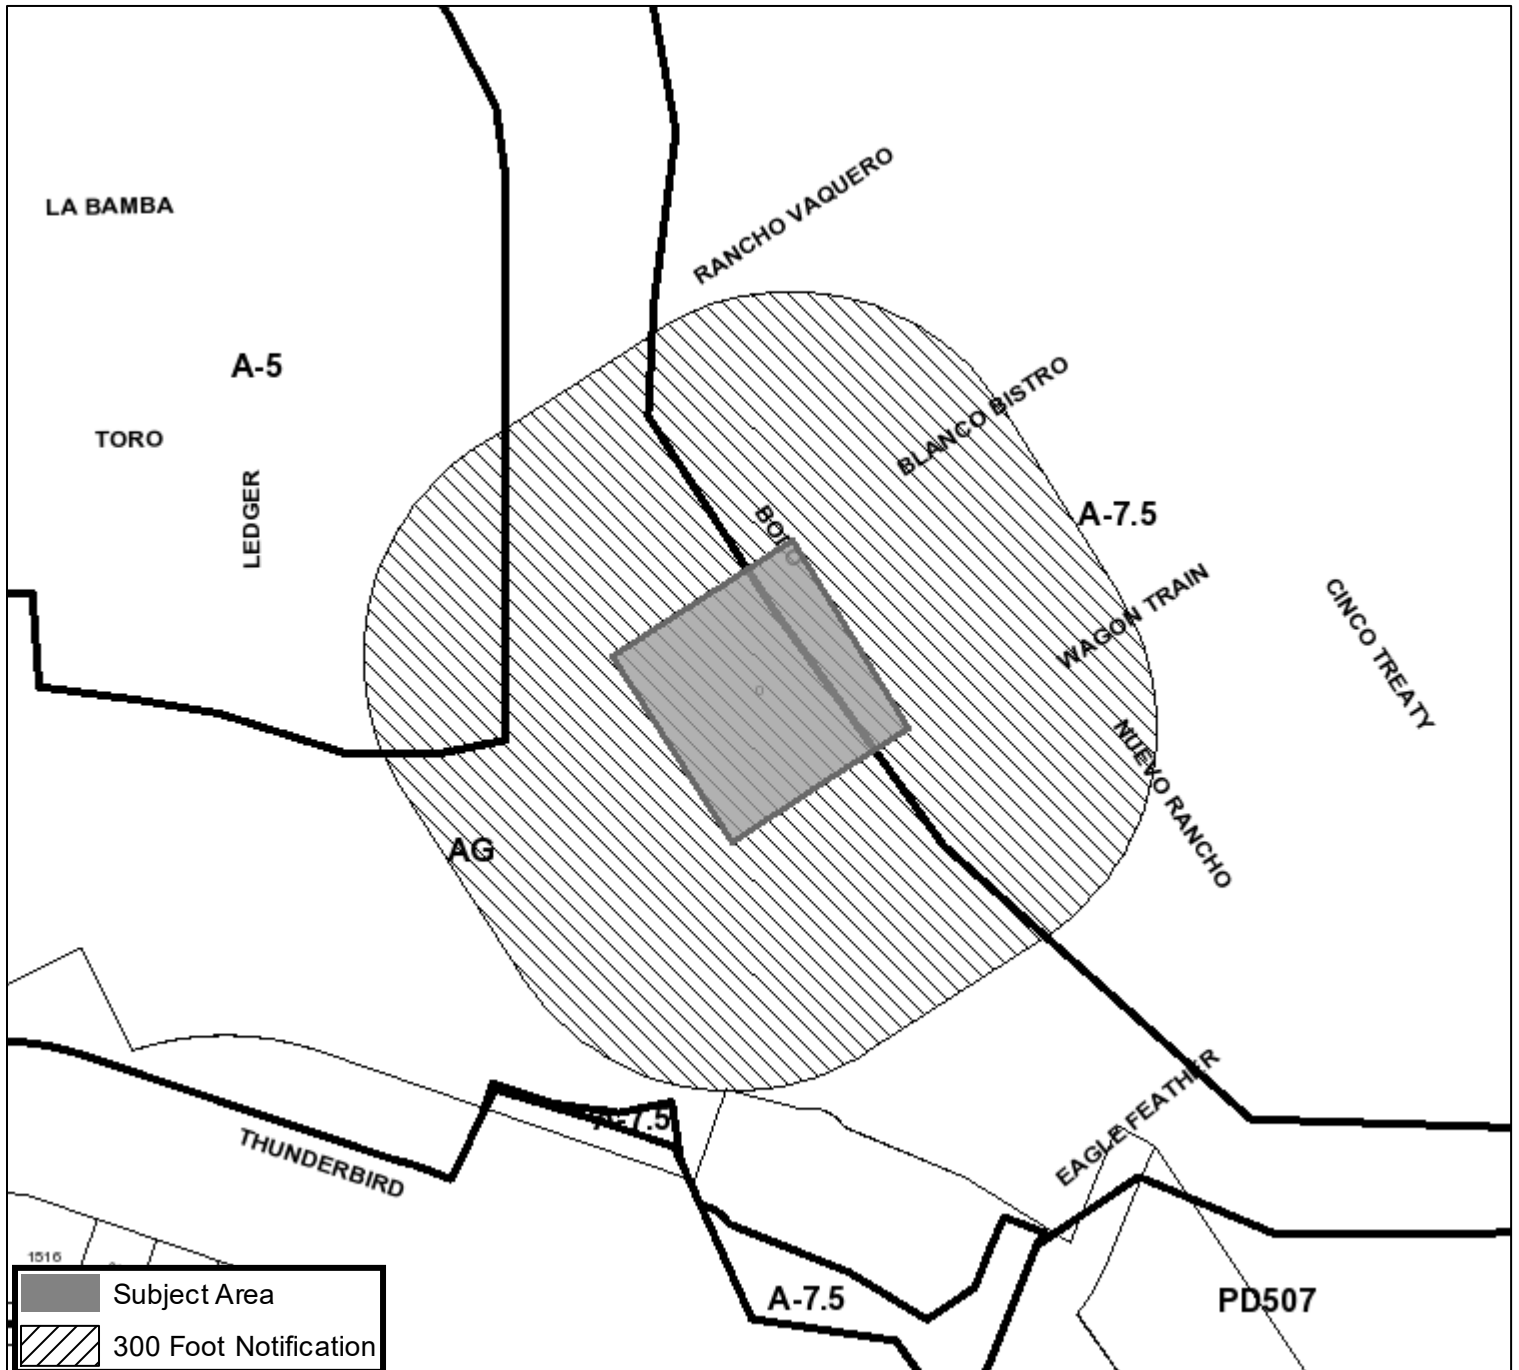 RANCHO VAQUERO
LA BAMBA
A-5
BLANCO BISTRO
TORO
LEDGER
A-7.5
WAGON TRAIN
CINCO TREATY
NUEVO RANCHO
AG
EAGLE FEATHER
A-7.5
THUNDERBIRD
1516
A-7.5
PD507
Subject Area
300 Foot Notification